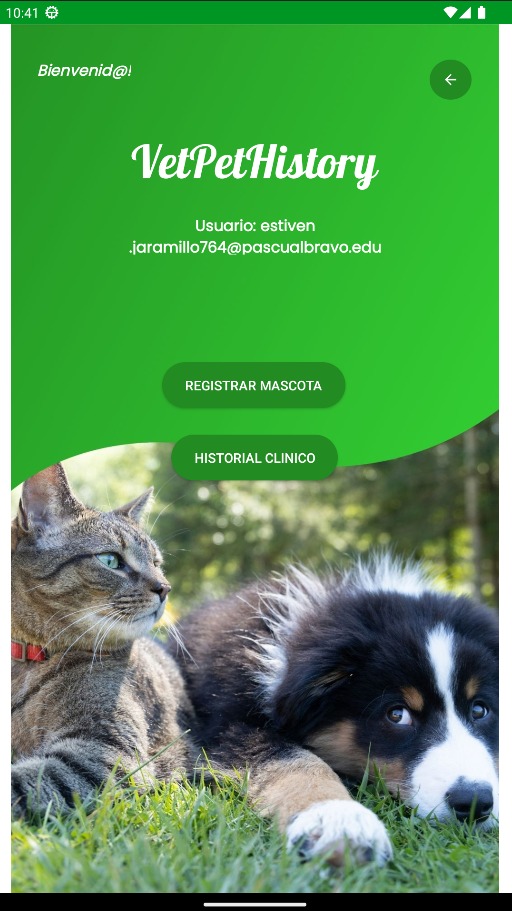 10:41
Bienvenid@!
VetPetHistory
Usuario: estiven
.jaramillo764@pascualbravo.edu
REGISTRAR MASCOTA
HISTORIAL CLINICO